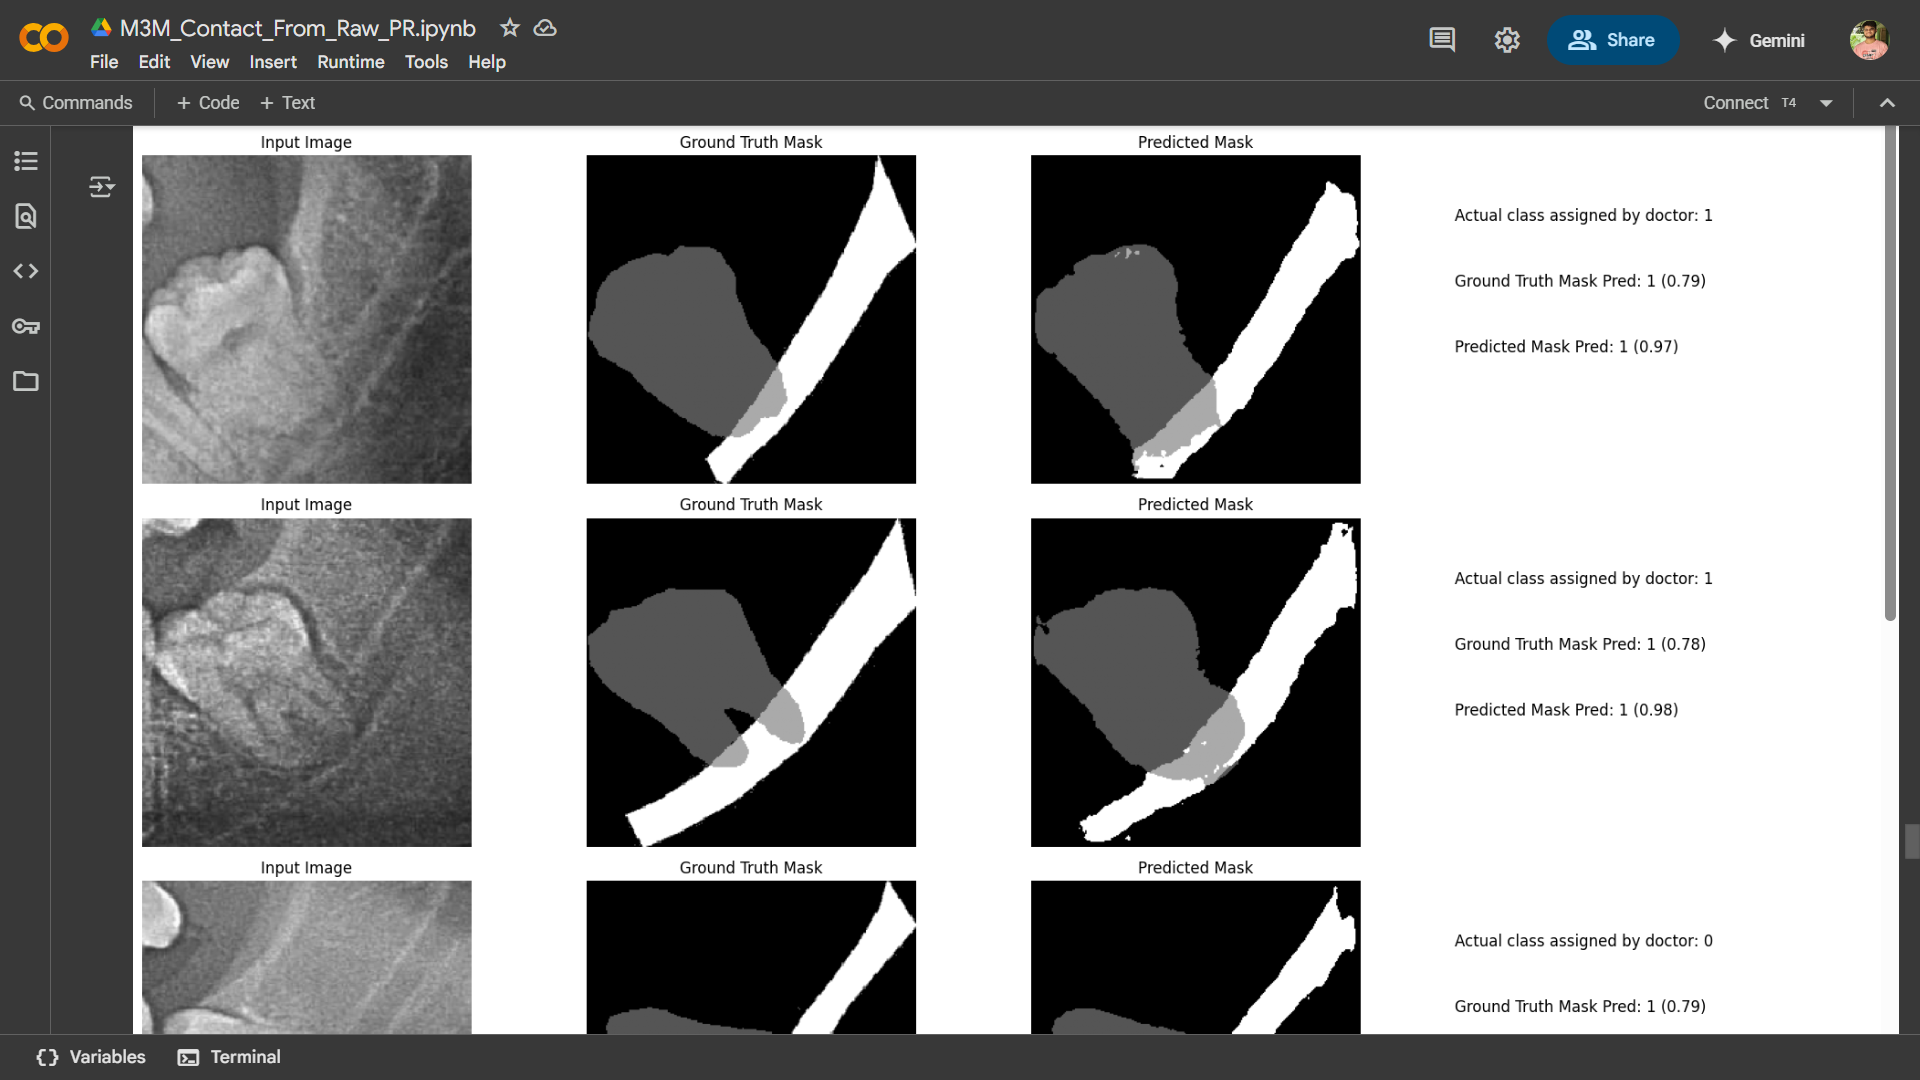 M3M_Contact_From_Raw_PR.ipynb
File Edit View Insert Runtime Tools Help
Share
Gemini
Commands + Code + Text
Connect T4
Input Image Ground Truth Mask Predicted Mask
Actual class assigned by doctor: 1
Ground Truth Mask Pred: 1 (0.79)
Predicted Mask Pred: 1 (0.97)
Input Image Ground Truth Mask Predicted Mask
Actual class assigned by doctor: 1
Ground Truth Mask Pred: 1 (0.78)
Predicted Mask Pred: 1 (0.98)
Input Image Ground Truth Mask Predicted Mask
Actual class assigned by doctor: 0
Ground Truth Mask Pred: 1 (0.79)
Variables Terminal